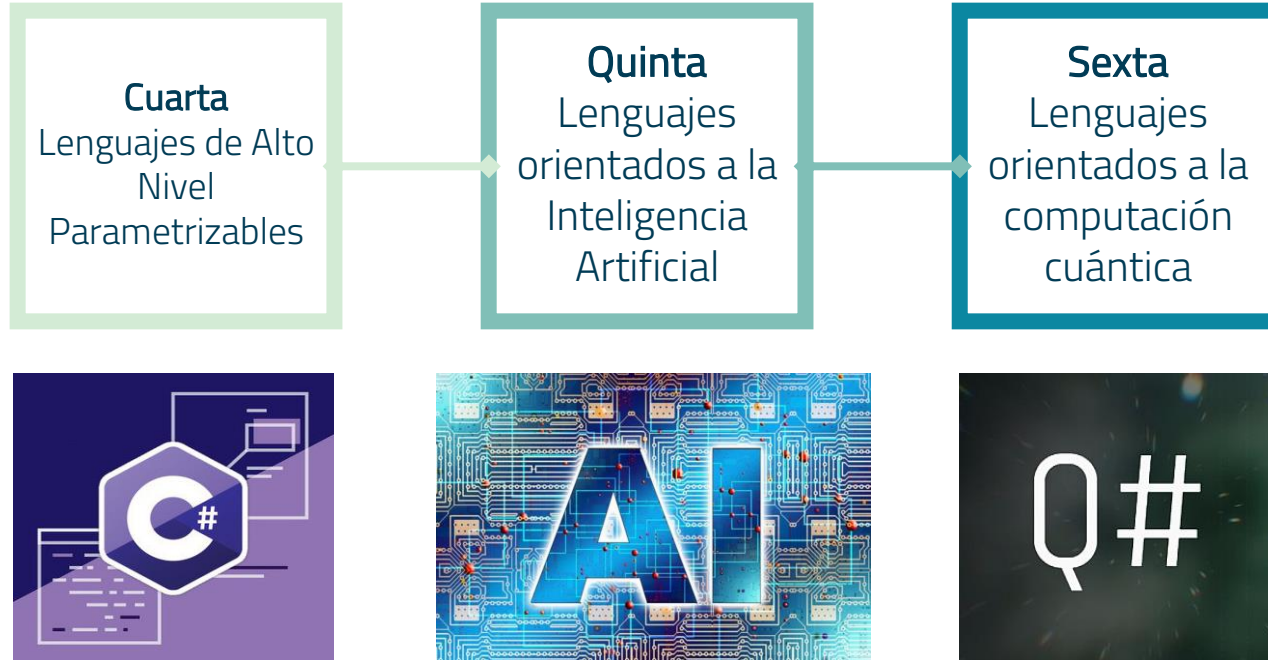 Cuarta
Lenguajes de Alto
Nivel
Parametrizables
Quinta
Lenguajes
orientados a la
Inteligencia
Artificial
Sexta
Lenguajes
orientados a la
computación
cuántica
C#
AI
Q#